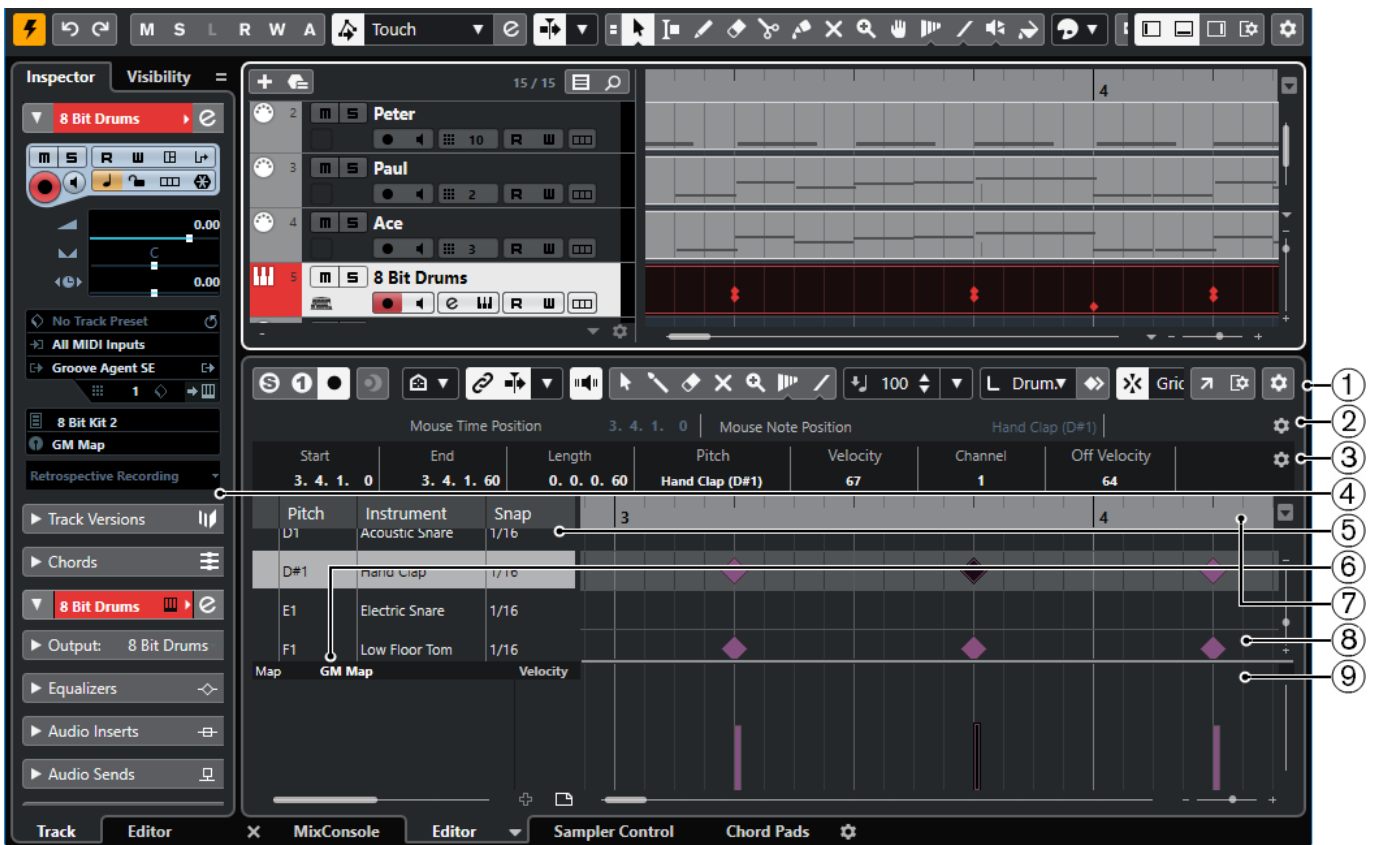 M S L R W A Touch
Inspector Visibility
15 / 15
4
8 Bit Drums
2 m S Peter
m S R W
10 R W
3 m S Paul
2 R W
0.00
4 m S Ace
C
3 R W
0.00
5 m S 8 Bit Drums
R W
No Track Preset
All MIDI Inputs
Groove Agent SE
1
100 L Drum. Gric
1
8 Bit Kit 2
Mouse Time Position 3. 4. 1. 0 Mouse Note Position Hand Clap (D#1)
2
GM Map
Start End Length Pitch Velocity Channel Off Velocity
3
Retrospective Recording
3. 4. 1. 0 3. 4. 1. 60 0. 0. 0. 60 Hand Clap (D#1) 67 1 64
4
Track Versions
Pitch Instrument Snap 3 4
D1 Acoustic Snare 1/16
5
Chords
D#1 Hand Clap 1/16
6
8 Bit Drums
E1 Electric Snare 1/16
7
Output: 8 Bit Drums
F1 Low Floor Tom 1/16
8
Map GM Map Velocity
9
Equalizers
Audio Inserts
Audio Sends
Track Editor
MixConsole Editor Sampler Control Chord Pads